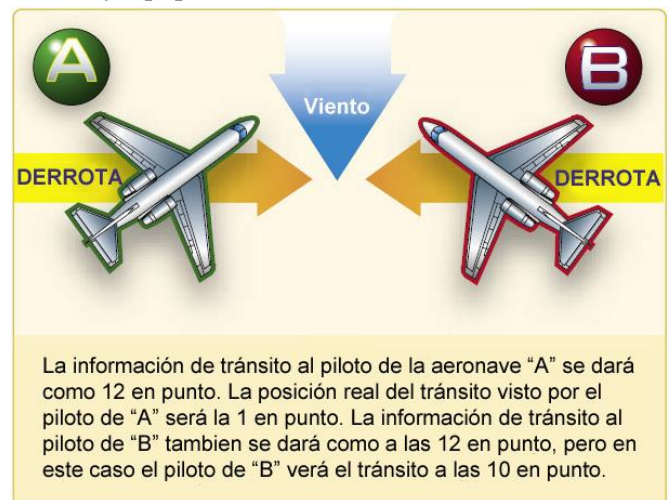 A
B
Viento
DERROTA
DERROTA
La información de tránsito al piloto de la aeronave “A” se dará
como 12 en punto. La posición real del tránsito visto por el
piloto de “A” será la 1 en punto. La información de tránsito al
piloto de “B” tambien se dará como a las 12 en punto, pero en
este caso el piloto de “B” verá el tránsito a las 10 en punto.